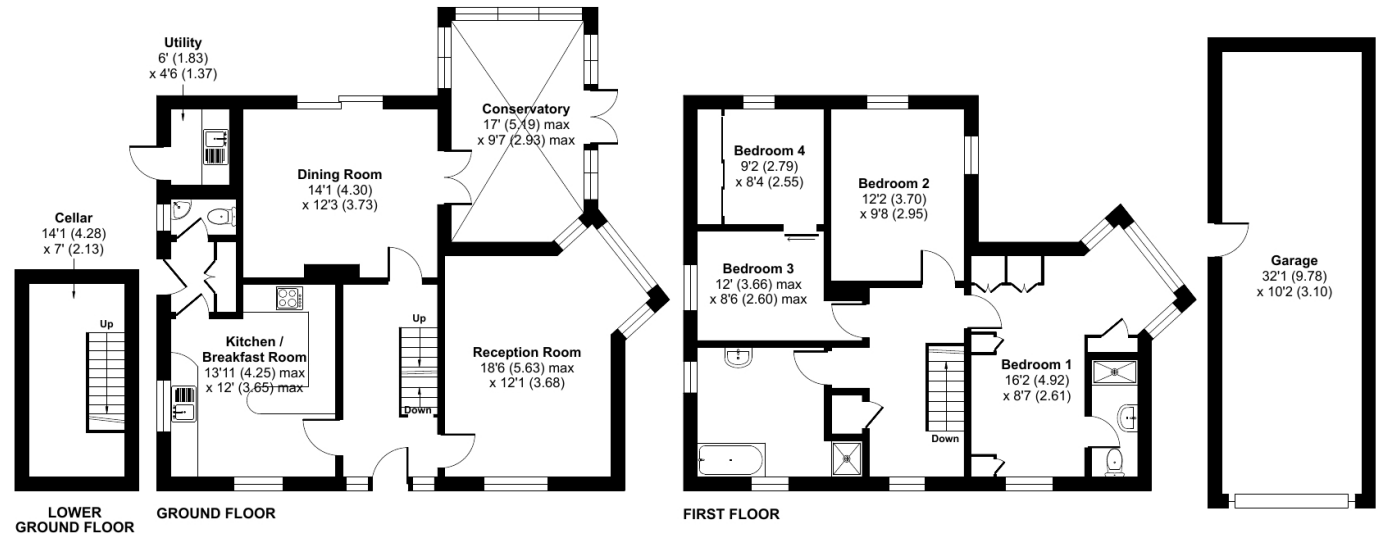 Utility
6' (1.83)
x 4'6 (1.37)
Conservatory
17' (5.19) max
x 9'7 (2.93) max
Dining Room
14'1 (4.30)
x 12'3 (3.73)
Cellar
14'1 (4.28)
x 7' (2.13)
Up
LOWER
GROUND FLOOR
Kitchen /
Breakfast Room
13'11 (4.25) max
x 12' (3.65) max
Up
Down
Reception Room
18'6 (5.63) max
x 12'1 (3.68)
GROUND FLOOR
Bedroom 4
9'2 (2.79)
x 8'4 (2.55)
Bedroom 2
12'2 (3.70)
x 9'8 (2.95)
Bedroom 3
12' (3.66) max
x 8'6 (2.60) max
Bedroom 1
16'2 (4.92)
x 8'7 (2.61)
Down
FIRST FLOOR
Garage
32'1 (9.78)
x 10'2 (3.10)